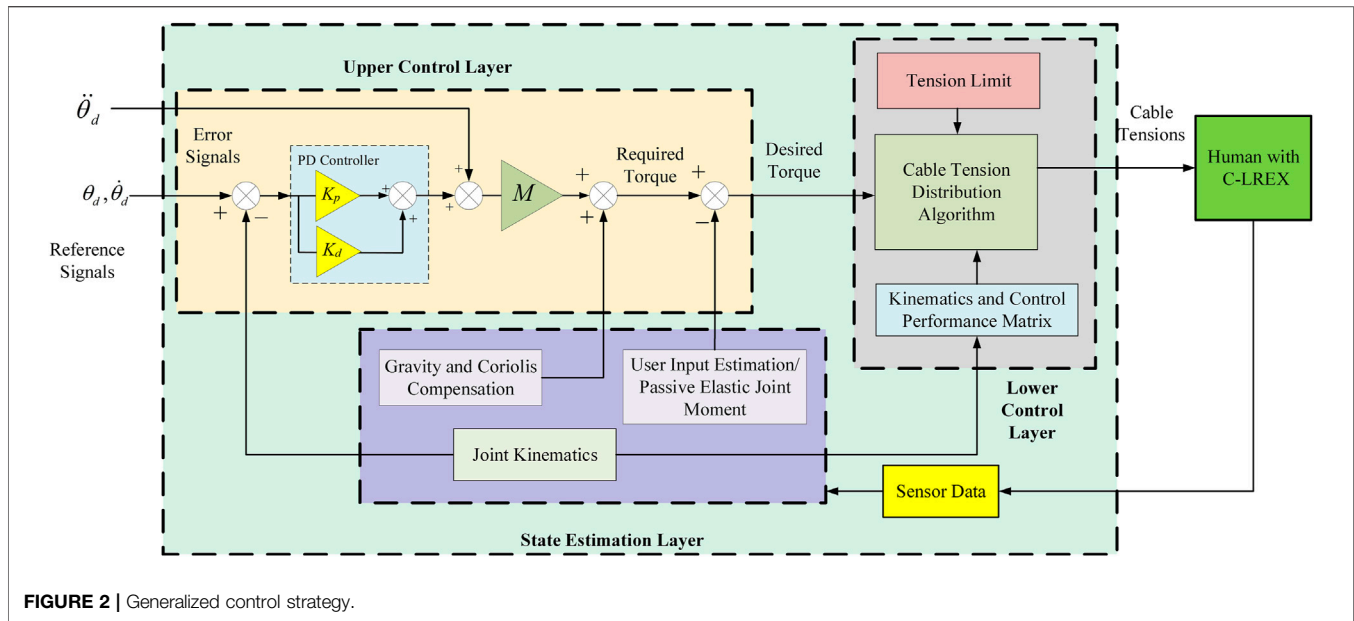 Upper Control Layer
θ̈d
Error
Signals
PD Controller
Kp
Kd
+
+
+
+
M
+
+
Required
Torque
+
−
Desired
Torque
θd, θ̇d
+
−
Reference
Signals
Tension Limit
Cable Tension
Distribution
Algorithm
Kinematics and Control
Performance Matrix
Lower
Control
Layer
Cable
Tensions
Human with
C-LREX
Gravity and Coriolis
Compensation
User Input Estimation/
Passive Elastic Joint
Moment
Joint Kinematics
Sensor Data
State Estimation Layer
FIGURE 2 | Generalized control strategy.